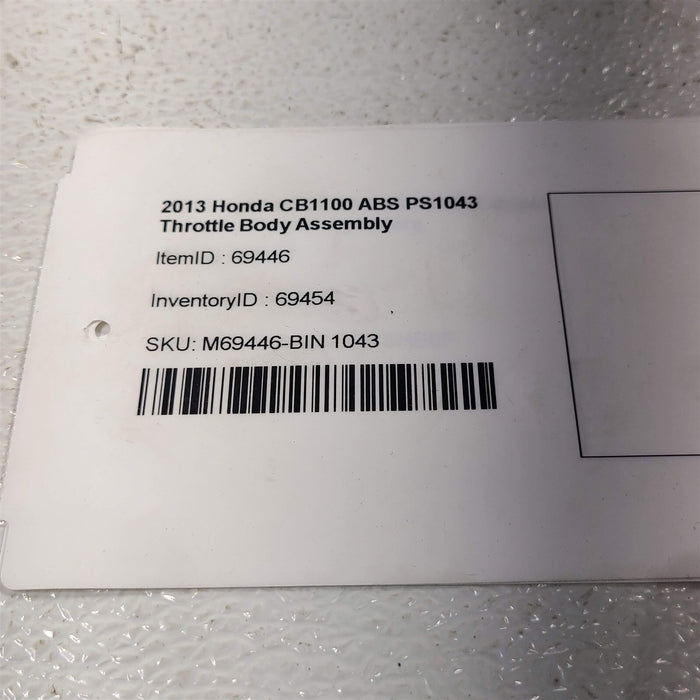 2013 Honda CB1100 ABS PS1043
Throttle Body Assembly
ItemID : 69446
InventoryID : 69454
SKU: M69446-BIN 1043